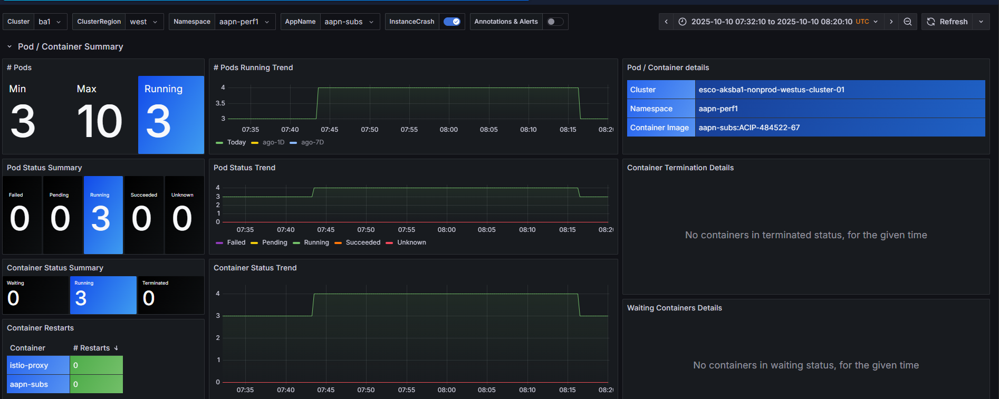 Cluster ba1 ClusterRegion west Namespace aapn-perf1 AppName aapn-subs InstanceCrash Annotations & Alerts 2025-10-10 07:32:10 to 2025-10-10 08:20:10 UTC Refresh
Pod / Container Summary
# Pods
Min Max Running
3 10 3
# Pods Running Trend
4
3.5
3
07:35 07:40 07:45 07:50 07:55 08:00 08:05 08:10 08:15 08:2
Today ago-1D ago-7D
Pod / Container details
Cluster esco-aksba1-nonprod-westus-cluster-01
Namespace aapn-perf1
Container Image aapn-subs:ACIP-484522-67
Pod Status Summary
Failed Pending Running Succeeded Unknown
0 0 3 0 0
Pod Status Trend
4
3
2
1
0
07:35 07:40 07:45 07:50 07:55 08:00 08:05 08:10 08:15 08:2
Failed Pending Running Succeeded Unknown
Container Termination Details
No containers in terminated status, for the given time
Container Status Summary
Waiting Running Terminated
0 3 0
Container Status Trend
4
3
2
1
0
07:35 07:40 07:45 07:50 07:55 08:00 08:05 08:10 08:15 08:2
Waiting Containers Details
No containers in waiting status, for the given time
Container Restarts
Container # Restarts
istio-proxy 0
aapn-subs 0